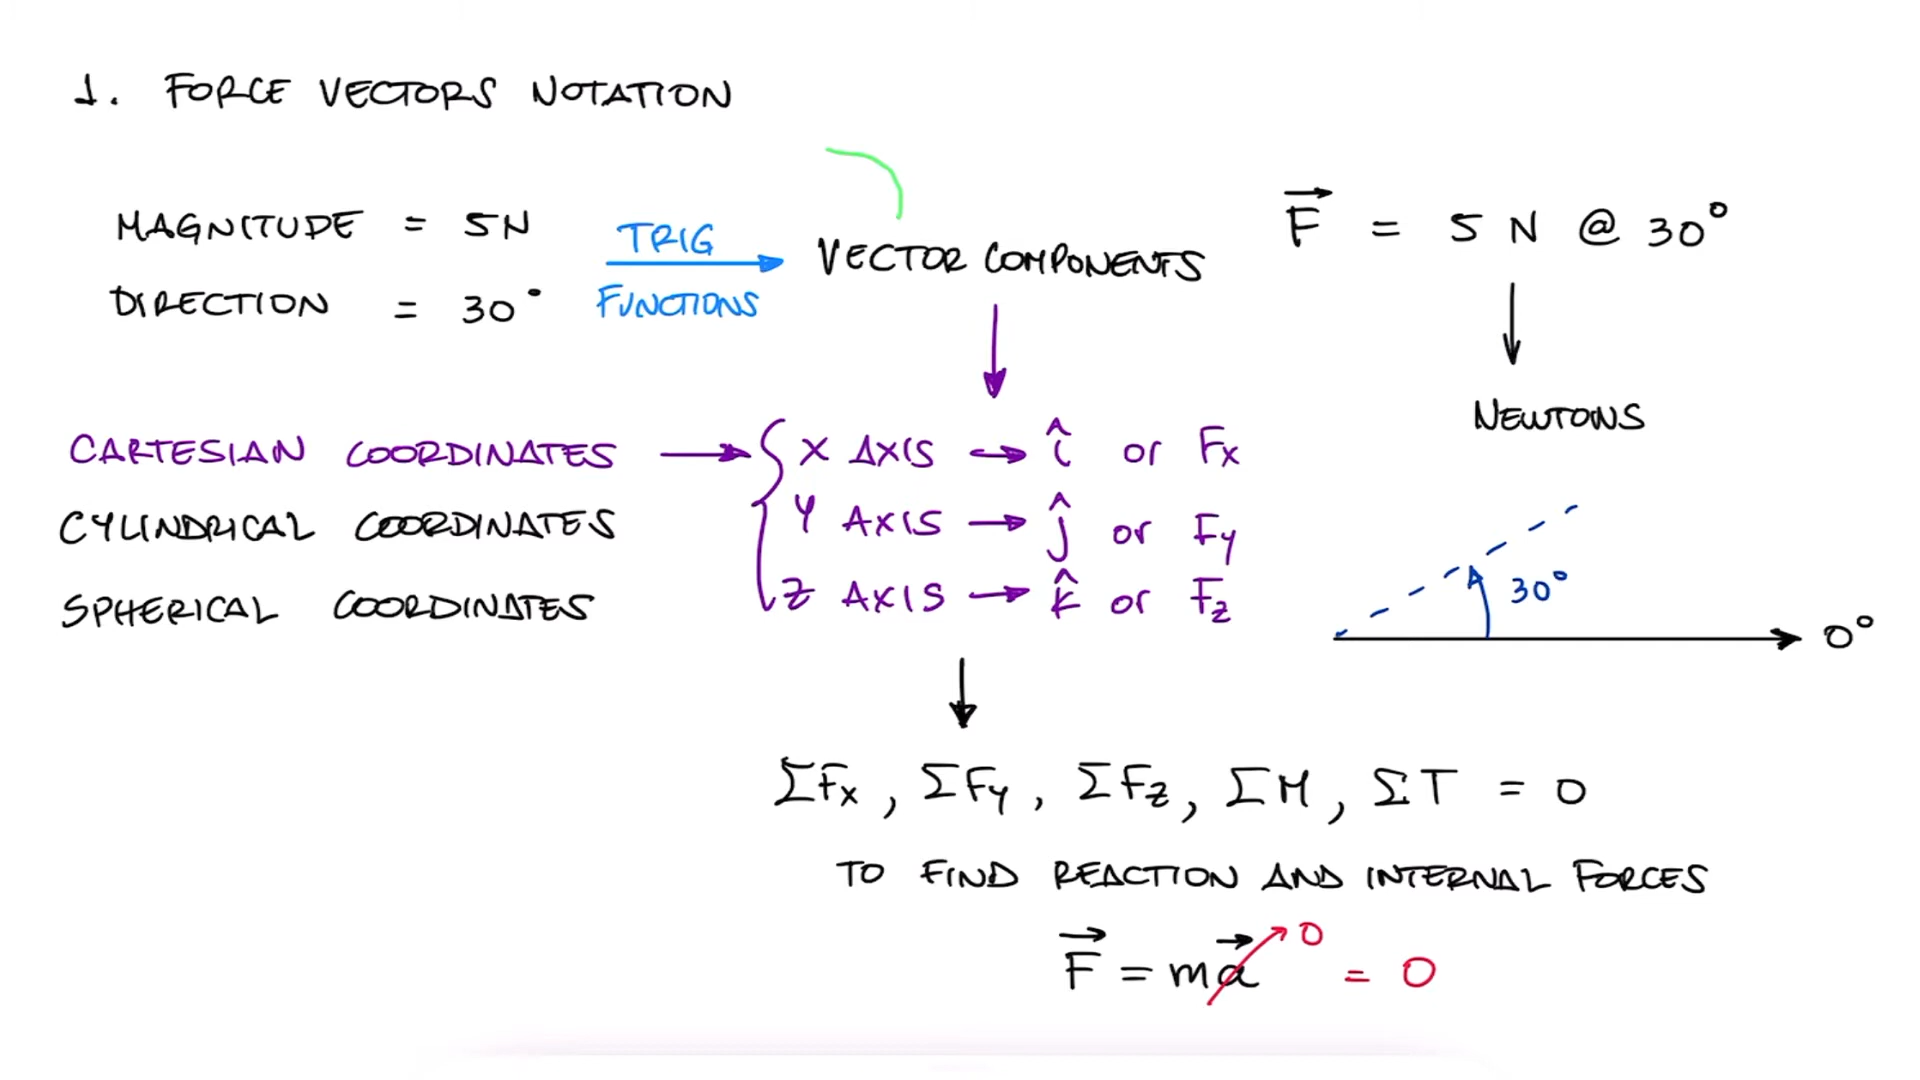 1. FORCE VECTORS NOTATION
MAGNITUDE = 5N
DIRECTION = 30°
TRIG
FUNCTIONS
VECTOR COMPONENTS
F⃗ = 5 N @ 30°
NEWTONS
CARTESIAN COORDINATES → { X AXIS → î or Fx
CYLINDRICAL COORDINATES
Y AXIS → ĵ or Fy
SPHERICAL COORDINATES
Z AXIS → k̂ or Fz
30°
0°
ΣFx, ΣFy, ΣFz, ΣM, ΣT = 0
TO FIND REACTION AND INTERNAL FORCES
F⃗ = ma⃗ 0 = 0